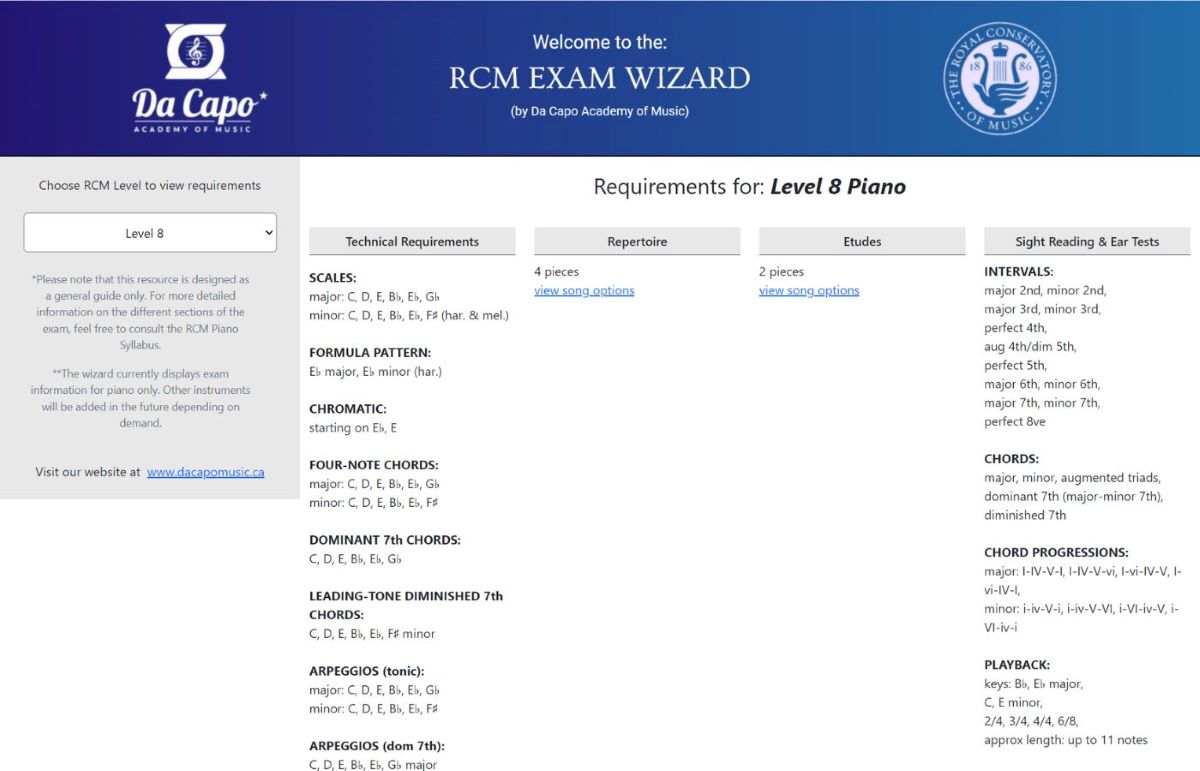 Da Capo
ACADEMY OF MUSIC
Welcome to the:
RCM EXAM WIZARD
(by Da Capo Academy of Music)
THE ROYAL CONSERVATORY
18 86
OF MUSIC
Choose RCM Level to view requirements
Level 8
*Please note that this resource is designed as
a general guide only. For more detailed
information on the different sections of the
exam, feel free to consult the RCM Piano
Syllabus.
**The wizard currently displays exam
information for piano only. Other instruments
will be added in the future depending on
demand.
Visit our website at www.dacapomusic.ca
Requirements for: Level 8 Piano
Technical Requirements
SCALES:
major: C, D, E, B♭, E♭, G♭
minor: C, D, E, B♭, E♭, F♯ (har. & mel.)
FORMULA PATTERN:
E♭ major, E♭ minor (har.)
CHROMATIC:
starting on E♭, E
FOUR-NOTE CHORDS:
major: C, D, E, B♭, E♭, G♭
minor: C, D, E, B♭, E♭, F♯
DOMINANT 7th CHORDS:
C, D, E, B♭, E♭, G♭
LEADING-TONE DIMINISHED 7th
CHORDS:
C, D, E, B♭, E♭, F♯ minor
ARPEGGIOS (tonic):
major: C, D, E, B♭, E♭, G♭
minor: C, D, E, B♭, E♭, F♯
ARPEGGIOS (dom 7th):
C, D, E, B♭, E♭, G♭ major
Repertoire
4 pieces
view song options
Etudes
2 pieces
view song options
Sight Reading & Ear Tests
INTERVALS:
major 2nd, minor 2nd,
major 3rd, minor 3rd,
perfect 4th,
aug 4th/dim 5th,
perfect 5th,
major 6th, minor 6th,
major 7th, minor 7th,
perfect 8ve
CHORDS:
major, minor, augmented triads,
dominant 7th (major-minor 7th),
diminished 7th
CHORD PROGRESSIONS:
major: I-IV-V-I, I-IV-V-vi, I-vi-IV-V, I-
vi-IV-I,
minor: i-iv-V-i, i-iv-V-VI, i-VI-iv-V, i-
VI-iv-i
PLAYBACK:
keys: B♭, E♭ major,
C, E minor,
2/4, 3/4, 4/4, 6/8,
approx length: up to 11 notes